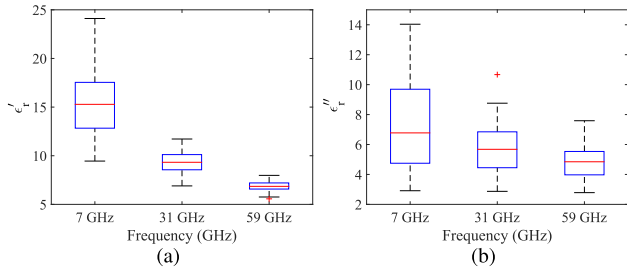 25
20
15
10
5
ϵ′r
7 GHz
31 GHz
59 GHz
Frequency (GHz)
(a)
14
12
10
8
6
4
2
ϵ″r
7 GHz
31 GHz
59 GHz
Frequency (GHz)
(b)